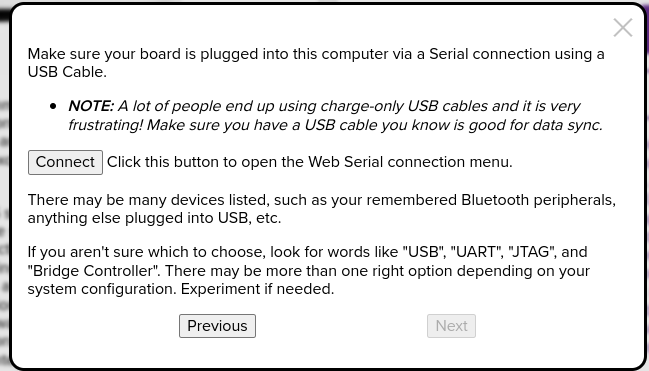 Make sure your board is plugged into this computer via a Serial connection using a
USB Cable.
• NOTE: A lot of people end up using charge-only USB cables and it is very
frustrating! Make sure you have a USB cable you know is good for data sync.
Connect Click this button to open the Web Serial connection menu.
There may be many devices listed, such as your remembered Bluetooth peripherals,
anything else plugged into USB, etc.
If you aren't sure which to choose, look for words like "USB", "UART", "JTAG", and
"Bridge Controller". There may be more than one right option depending on your
system configuration. Experiment if needed.
Previous Next